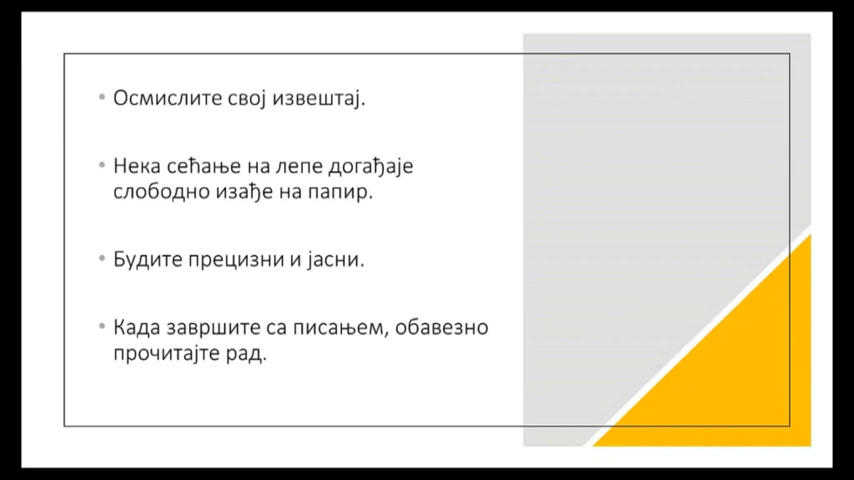 • Осмислите свој извештај.
• Нека сећање на лепе догађаје
слободно изађе на папир.
• Будите прецизни и јасни.
• Када завршите са писањем, обавезно
прочитајте рад.